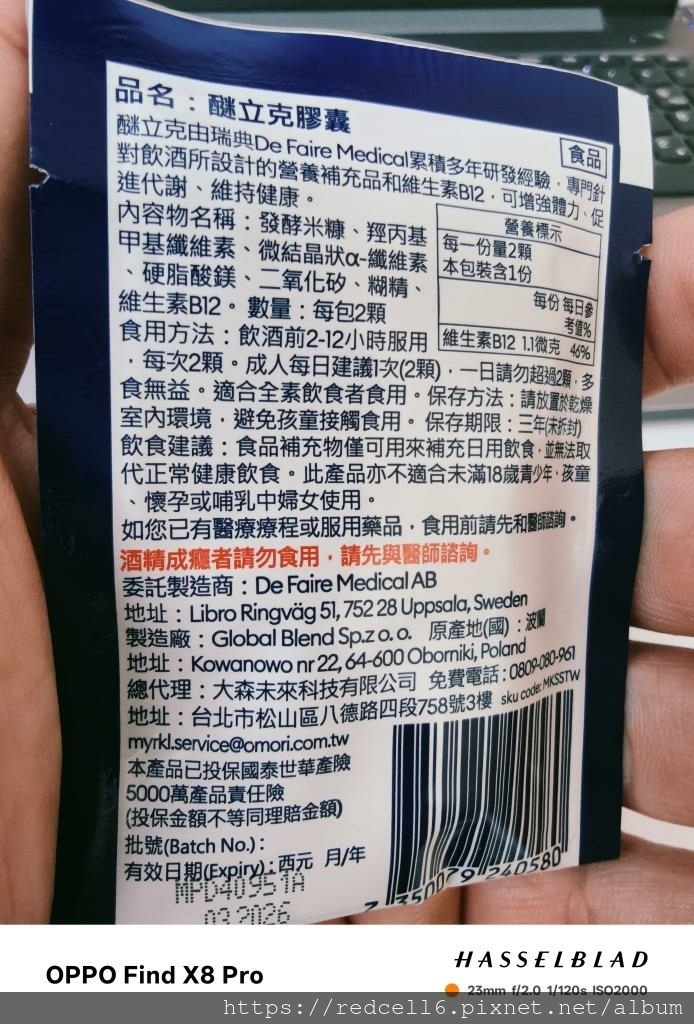 品名：醚立克膠囊
食品
醚立克由瑞典De Faire Medical累積多年研發經驗，專門針
對飲酒所設計的營養補充品和維生素B12，可增強體力、促
進代謝、維持健康。
內容物名稱：發酵米糠、羥丙基
甲基纖維素、微結晶狀α-纖維素
、硬脂酸鎂、二氧化矽、糊精、
維生素B12。數量：每包2顆
營養標示
每一份量2顆
本包裝含1份
每份 每日參
考值%
維生素B12 1.1微克 46%
食用方法：飲酒前2-12小時服用
，每次2顆。成人每日建議1次(2顆)，一日請勿超過2顆，多
食無益。適合全素飲食者食用。保存方法：請放置於乾燥
室內環境，避免孩童接觸食用。保存期限：三年(未拆封)
飲食建議：食品補充物僅可用來補充日用飲食，並無法取
代正常健康飲食。此產品亦不適合未滿18歲青少年、孩童
、懷孕或哺乳中婦女使用。
如您已有醫療療程或服用藥品，食用前請先和醫師諮詢。
酒精成癮者請勿食用，請先與醫師諮詢。
委託製造商：De Faire Medical AB
地址：Libro Ringväg 51, 752 28 Uppsala, Sweden
製造廠：Global Blend Sp.z o. o. 原產地(國)：波蘭
地址：Kowanowo nr 22, 64-600 Oborniki, Poland
總代理：大森未來科技有限公司 免費電話：0809-080-961
地址：台北市松山區八德路四段758號3樓 sku code: MKSSTW
myrkl.service@omori.com.tw
本產品已投保國泰世華產險
5000萬產品責任險
(投保金額不等同理賠金額)
批號(Batch No.)：
有效日期(Expiry)：西元 月/年
MPD40951A
03 2026
7 350079 240580
OPPO Find X8 Pro
HASSELBLAD
23mm f/2.0 1/120s ISO2000
https://redcell6.pixnet.net/album